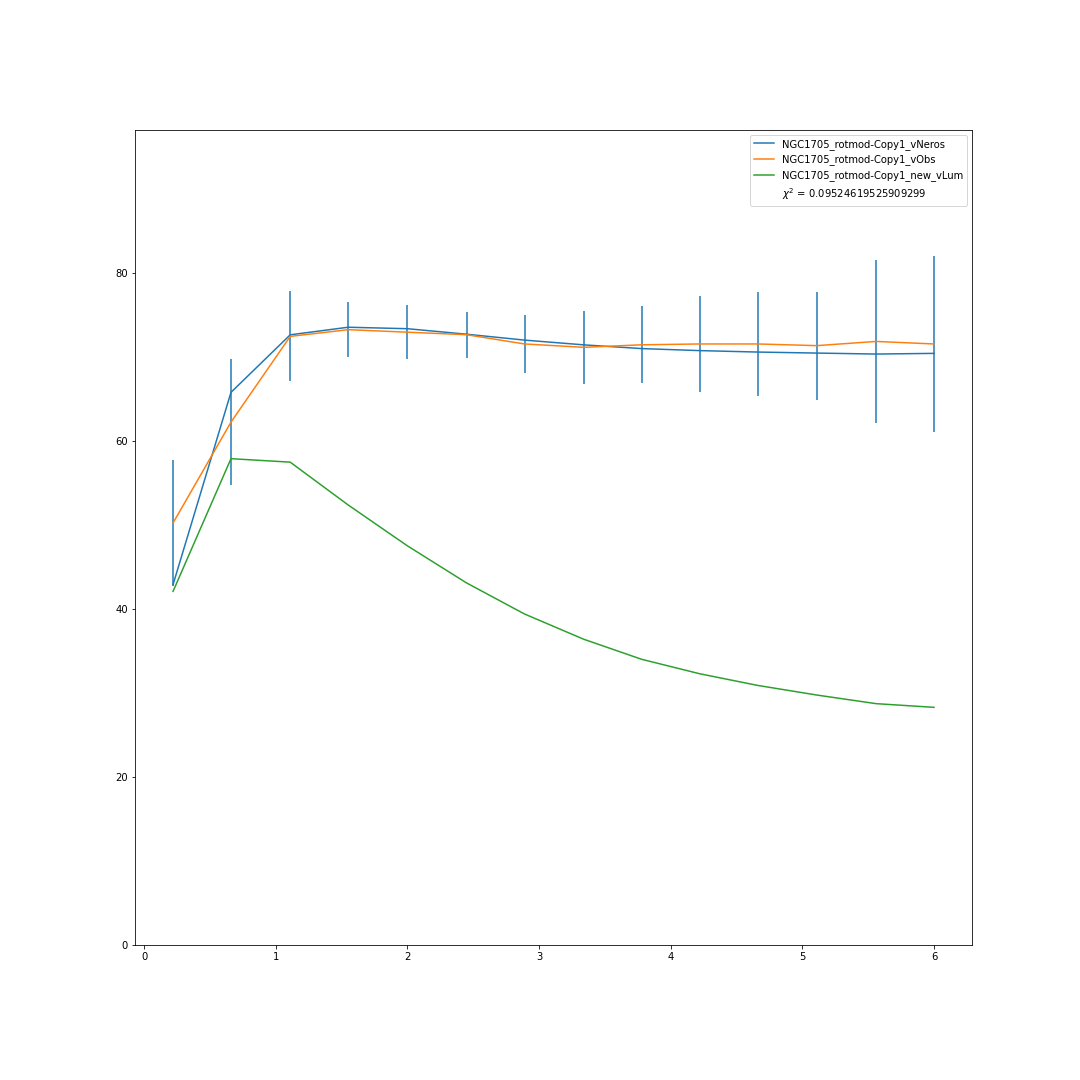 NGC1705_rotmod-Copy1_vNeros
NGC1705_rotmod-Copy1_vObs
NGC1705_rotmod-Copy1_new_vLum
χ² = 0.09524619525909299
80
60
40
20
0
0 1 2 3 4 5 6